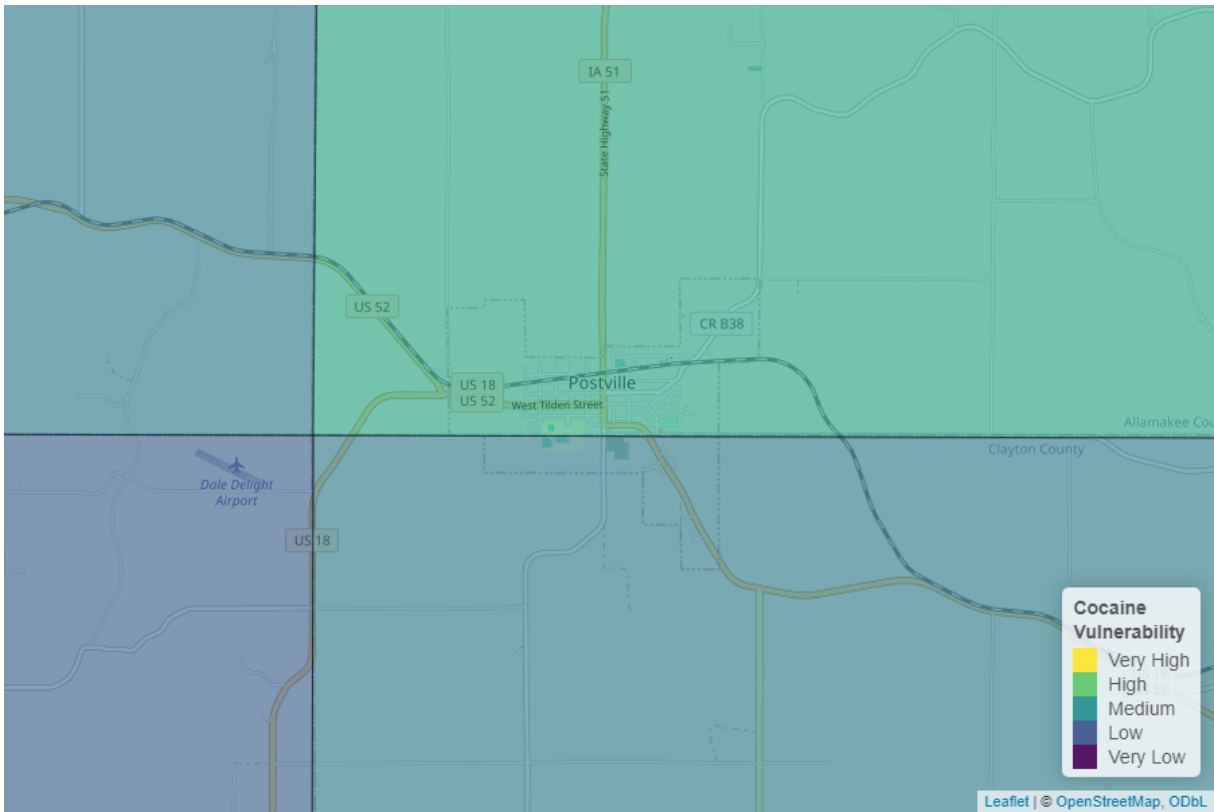 IA 51
State Highway 51
US 52
CR B38
US 18
US 52
Postville
West Tilden Street
Allamakee Cou
Clayton County
Dale Delight
Airport
US 18
Cocaine
Vulnerability
Very High
High
Medium
Low
Very Low
Leaflet | © OpenStreetMap, ODbL